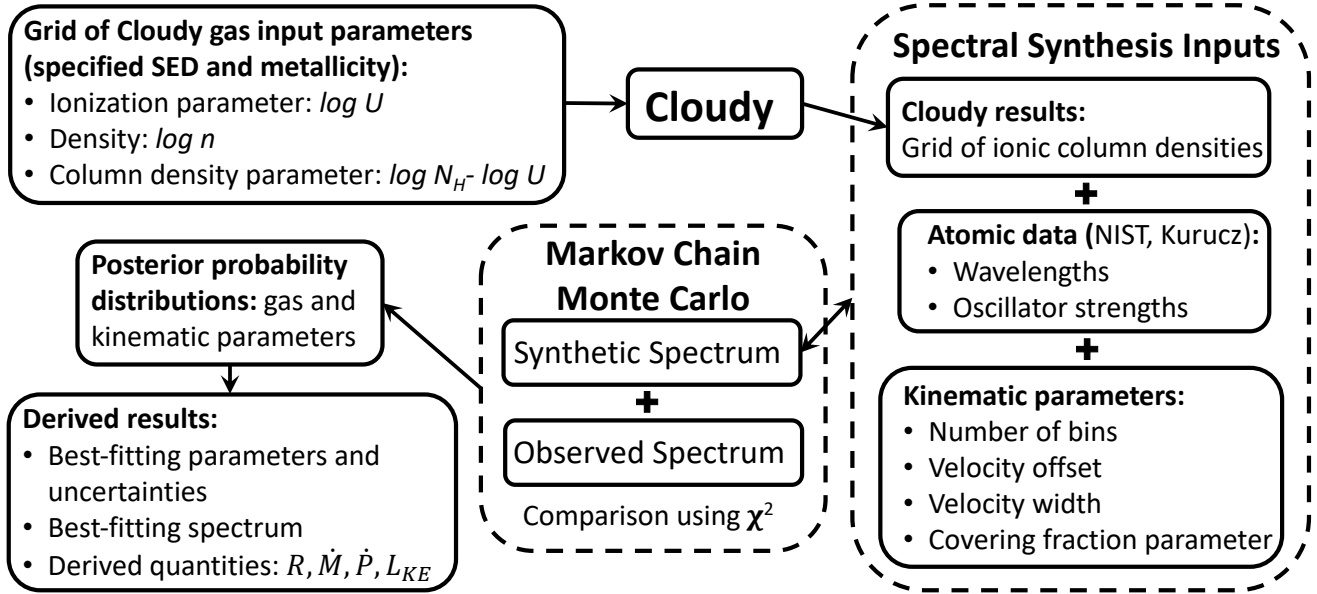 Grid of Cloudy gas input parameters
(specified SED and metallicity):
• Ionization parameter: log U
• Density: log n
• Column density parameter: log N_H- log U
Cloudy
Spectral Synthesis Inputs
Cloudy results:
Grid of ionic column densities
+
Atomic data (NIST, Kurucz):
• Wavelengths
• Oscillator strengths
+
Kinematic parameters:
• Number of bins
• Velocity offset
• Velocity width
• Covering fraction parameter
Markov Chain
Monte Carlo
Synthetic Spectrum
+
Observed Spectrum
Comparison using χ²
Posterior probability
distributions: gas and
kinematic parameters
Derived results:
• Best-fitting parameters and
uncertainties
• Best-fitting spectrum
• Derived quantities: R, Ṁ, Ṗ, L_KE